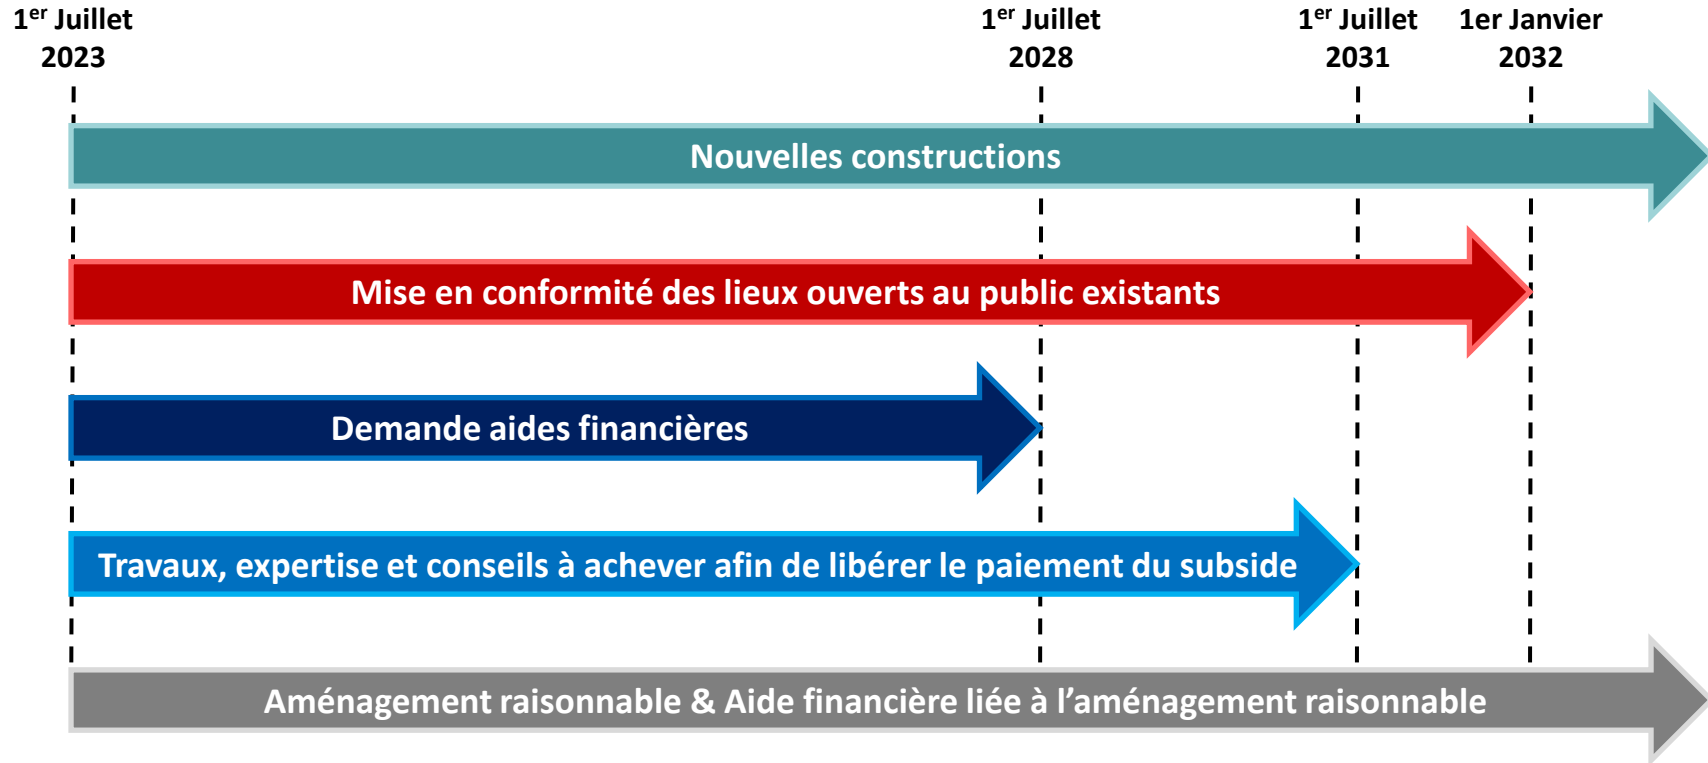 1er Juillet
2023
1er Juillet
2028
1er Juillet
2031
1er Janvier
2032
Nouvelles constructions
Mise en conformité des lieux ouverts au public existants
Demande aides financières
Travaux, expertise et conseils à achever afin de libérer le paiement du subside
Aménagement raisonnable & Aide financière liée à l’aménagement raisonnable